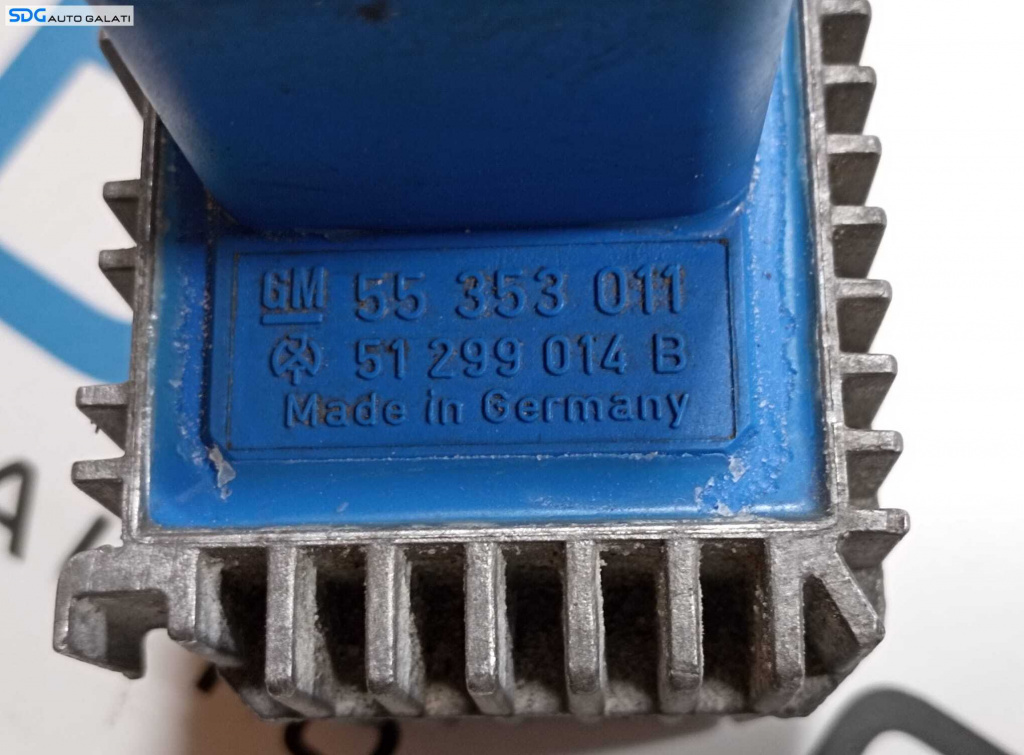 SDG AUTO GALATI
GM 55 353 011
51 299 014 B
Made in Germany